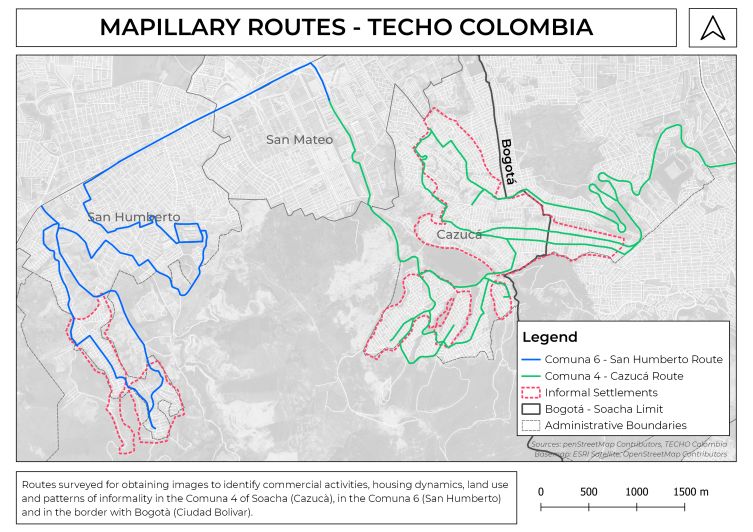 MAPILLARY ROUTES - TECHO COLOMBIA
San Mateo
Bogotá
San Humberto
Cazucá
Legend
Comuna 6 - San Humberto Route
Comuna 4 - Cazucá Route
Informal Settlements
Bogotá - Soacha Limit
Administrative Boundaries
Sources: penStreetMap Contributors, TECHO Colombia
Basemap: ESRI Satellite, OpenStreetMap Contributors
Routes surveyed for obtaining images to identify commercial activities, housing dynamics, land use
and patterns of informality in the Comuna 4 of Soacha (Cazucà), in the Comuna 6 (San Humberto)
and in the border with Bogotà (Ciudad Bolivar).
0 500 1000 1500 m